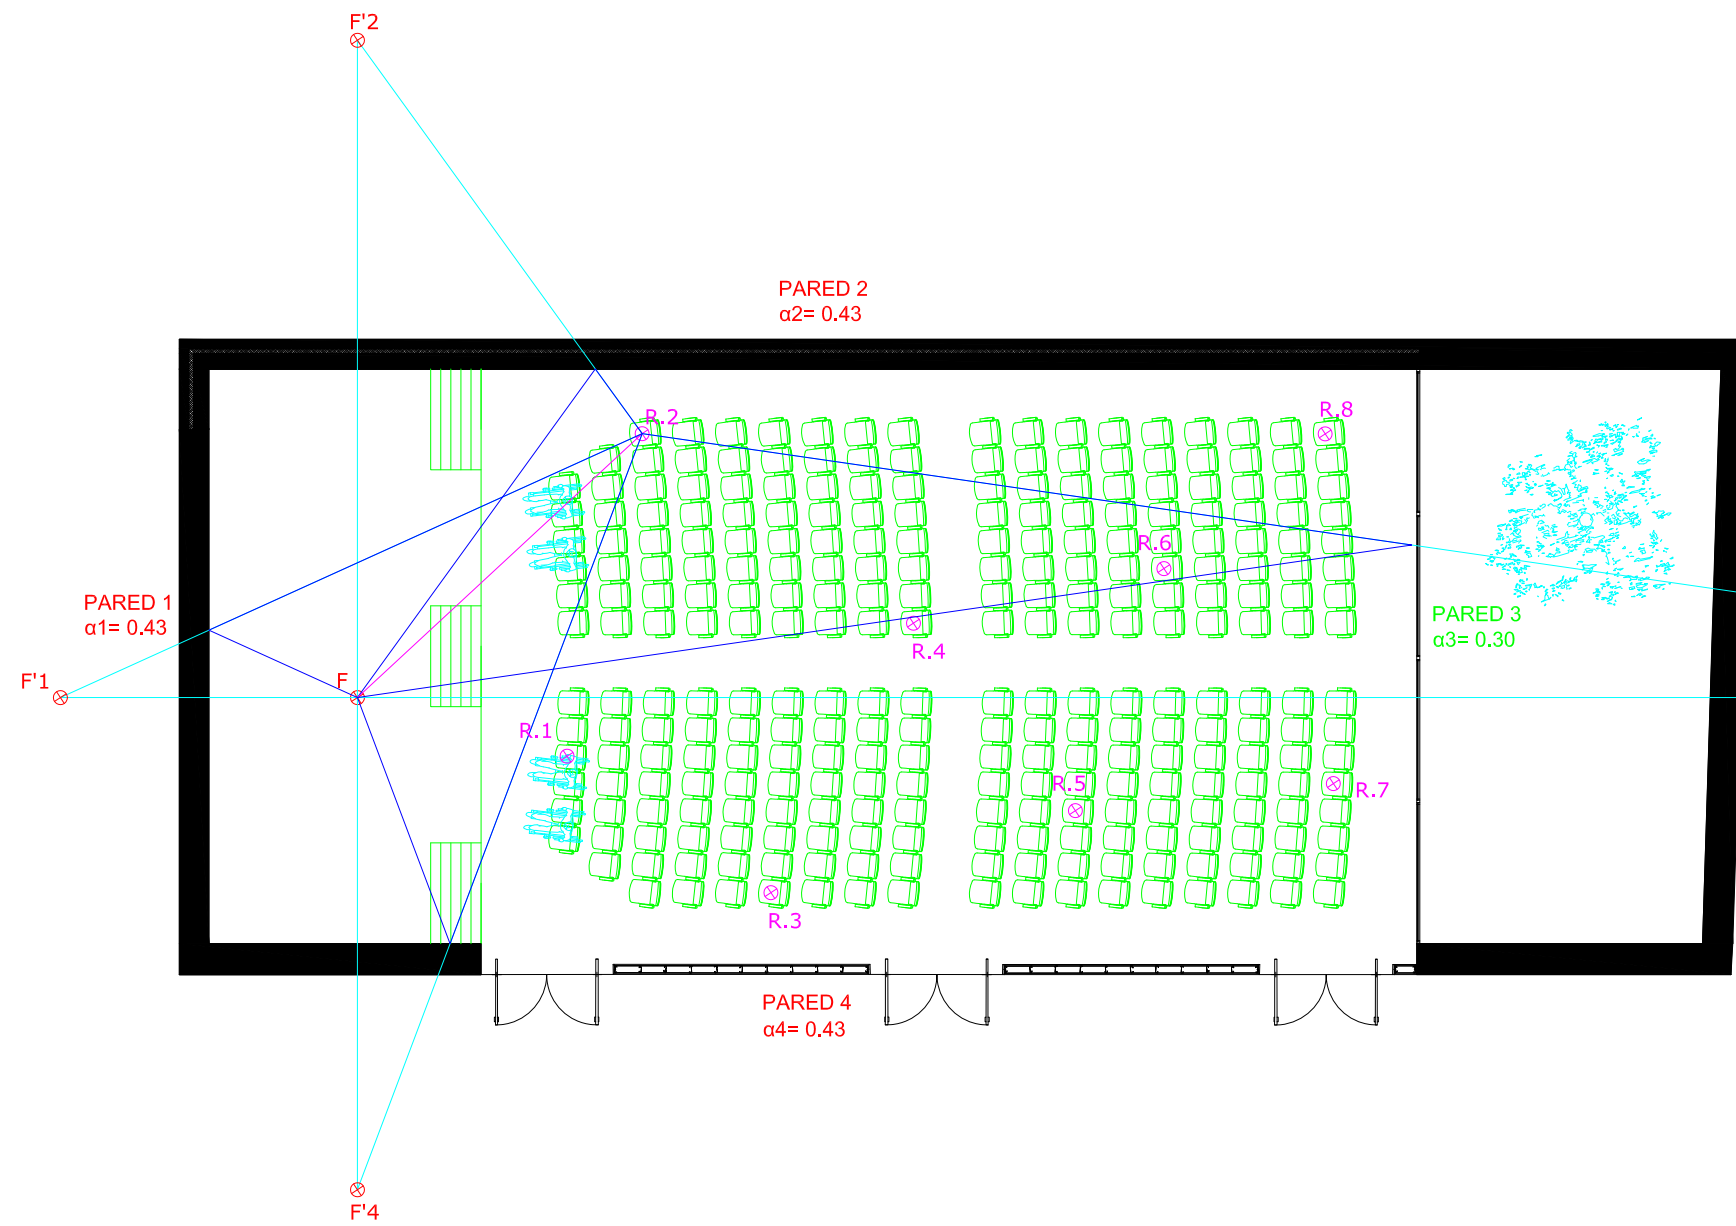 F'2
PARED 2
α2= 0.43
R.2
R.8
R.6
PARED 1
α1= 0.43
PARED 3
α3= 0.30
R.4
F'1
F
R.1
R.5
R.7
R.3
PARED 4
α4= 0.43
F'4